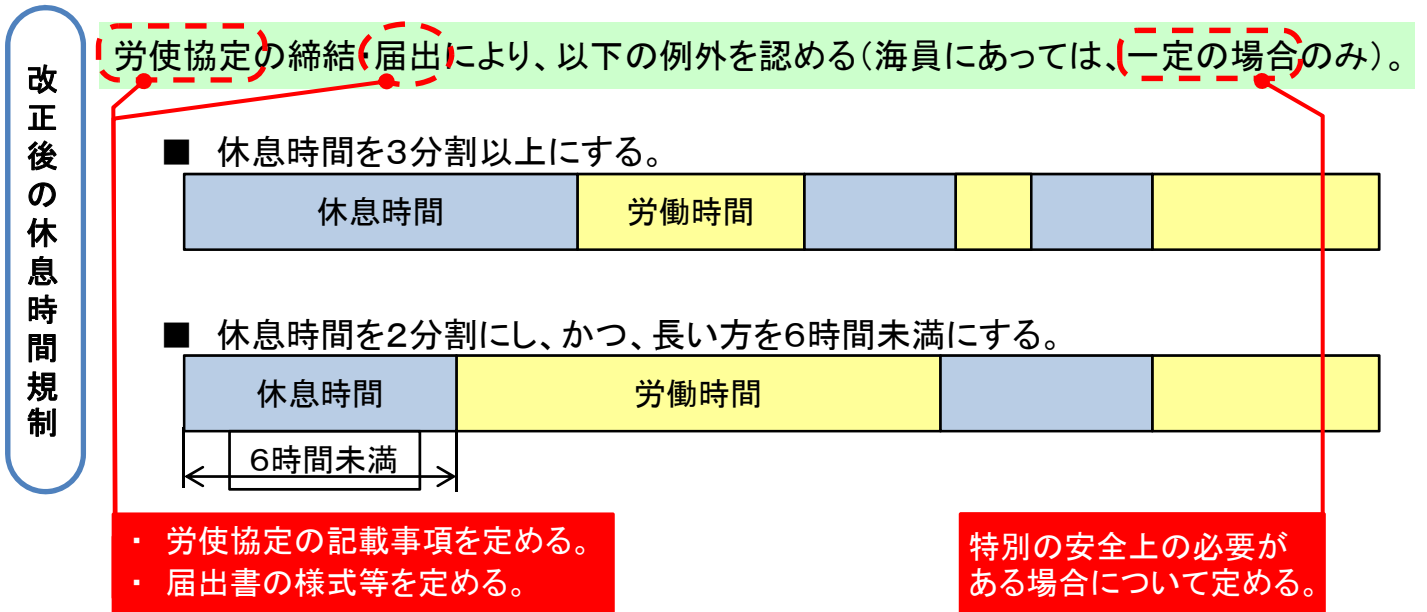 改正後の休息時間規制
労使協定の締結・届出により、以下の例外を認める（海員にあっては、一定の場合のみ）。
■ 休息時間を３分割以上にする。
休息時間 労働時間
■ 休息時間を２分割にし、かつ、長い方を６時間未満にする。
休息時間 労働時間
６時間未満
・ 労使協定の記載事項を定める。
・ 届出書の様式等を定める。
特別の安全上の必要が
ある場合について定める。